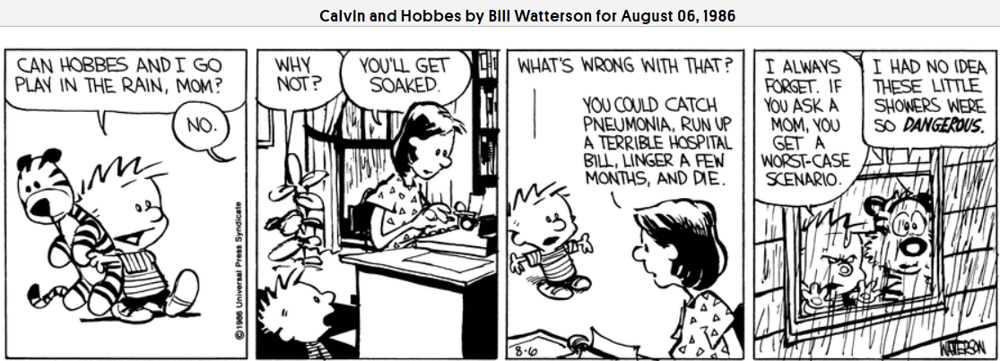 Calvin and Hobbes by Bill Watterson for August 06, 1986
CAN HOBBES AND I GO
PLAY IN THE RAIN, MOM?
NO.
©1986 Universal Press Syndicate
WHY
NOT?
YOU'LL GET
SOAKED.
WHAT'S WRONG WITH THAT?
YOU COULD CATCH
PNEUMONIA, RUN UP
A TERRIBLE HOSPITAL
BILL, LINGER A FEW
MONTHS, AND DIE.
8-6
I ALWAYS
FORGET. IF
YOU ASK A
MOM, YOU
GET A
WORST-CASE
SCENARIO.
I HAD NO IDEA
THESE LITTLE
SHOWERS WERE
SO DANGEROUS.
WATTERSON